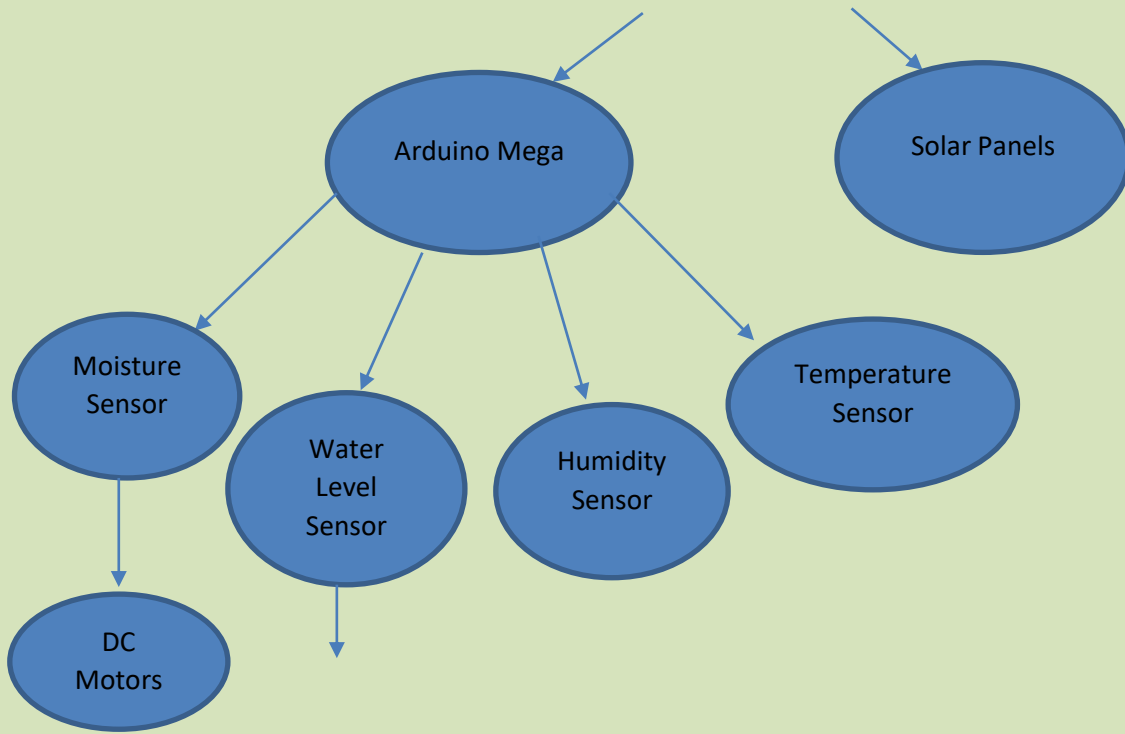 Arduino Mega
Solar Panels
Moisture
Sensor
Water
Level
Sensor
Humidity
Sensor
Temperature
Sensor
DC
Motors